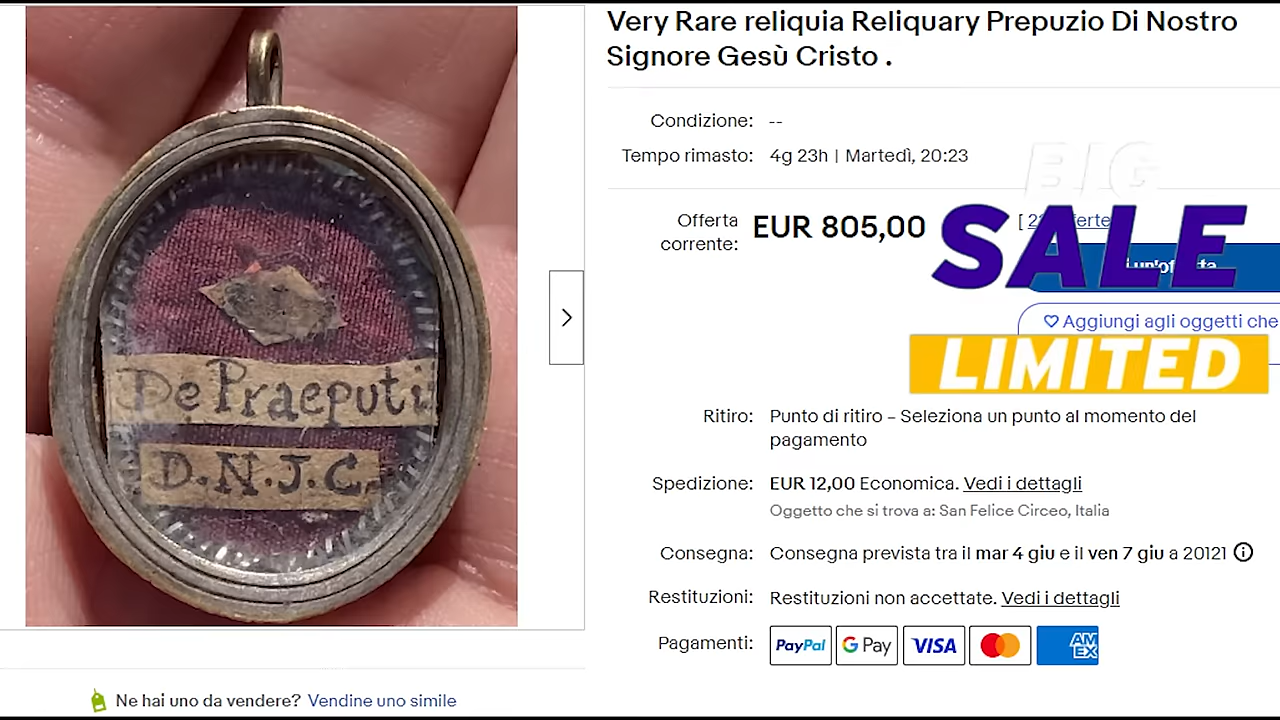 Very Rare reliquia Reliquary Prepuzio Di Nostro
Signore Gesù Cristo .
Condizione: --
Tempo rimasto: 4g 23h | Martedì, 20:23
BIG
SALE
LIMITED
Offerta
corrente:
EUR 805,00
Aggiungi agli oggetti che
Ritiro: Punto di ritiro – Seleziona un punto al momento del
pagamento
Spedizione: EUR 12,00 Economica. Vedi i dettagli
Oggetto che si trova a: San Felice Circeo, Italia
Consegna: Consegna prevista tra il mar 4 giu e il ven 7 giu a 20121
Restituzioni: Restituzioni non accettate. Vedi i dettagli
Pagamenti: PayPal G Pay VISA AM
EX
De Praeputi
D.N.J.C.
Ne hai uno da vendere? Vendine uno simile